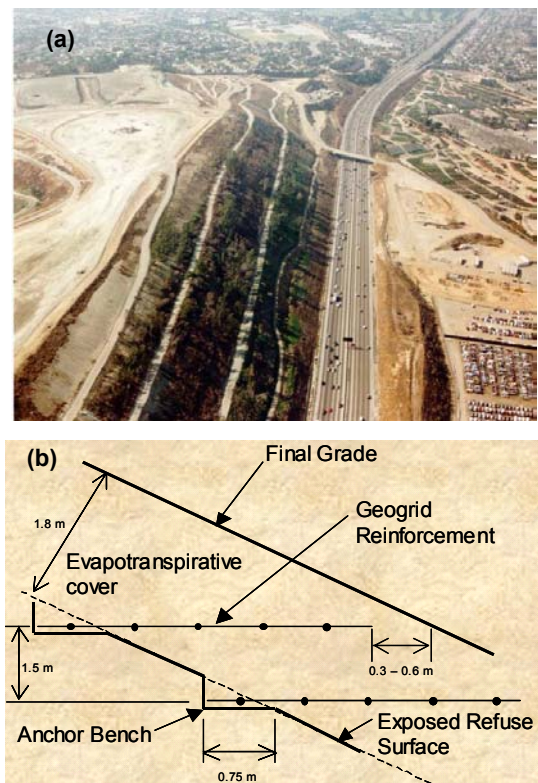 (a)
(b)
Final Grade
1.8 m
Geogrid
Reinforcement
Evapotranspirative
cover
0.3 – 0.6 m
1.5 m
Anchor Bench
Exposed Refuse
Surface
0.75 m